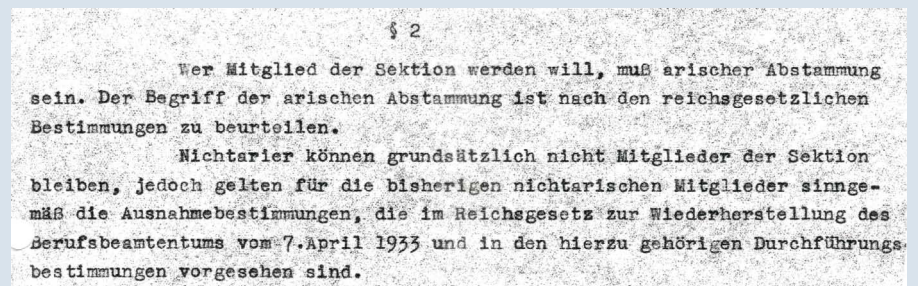 § 2
Wer Mitglied der Sektion werden will, muß arischer Abstammung
sein. Der Begriff der arischen Abstammung ist nach den reichsgesetzlichen
Bestimmungen zu beurteilen.
Nichtarier können grundsätzlich nicht Mitglieder der Sektion
bleiben, jedoch gelten für die bisherigen nichtarischen Mitglieder sinnge-
mäß die Ausnahmebestimmungen, die im Reichsgesetz zur Wiederherstellung des
Berufsbeamtentums vom 7.April 1933 und in den hierzu gehörigen Durchführungs-
bestimmungen vorgesehen sind.